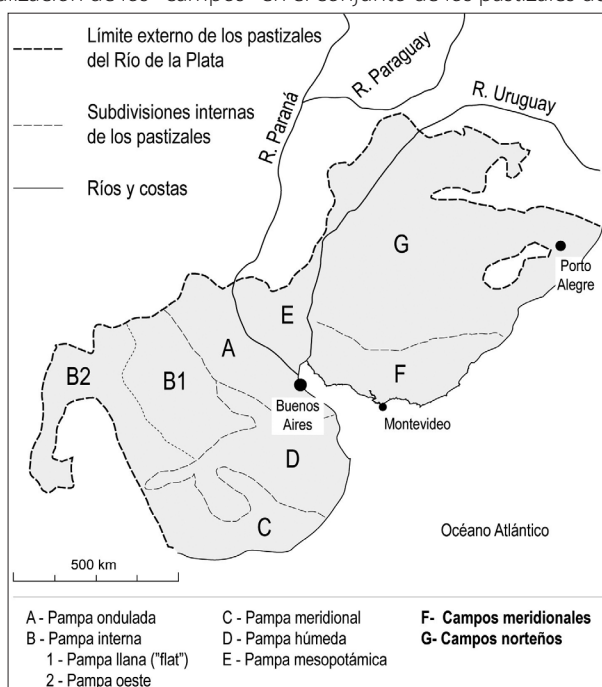 Límite externo de los pastizales
del Río de la Plata
Subdivisiones internas
de los pastizales
Ríos y costas
R. Paraná
R. Paraguay
R. Uruguay
G
Porto
Alegre
E
A
F
B2
B1
Buenos
Aires
Montevideo
D
C
Océano Atlántico
500 km
A - Pampa ondulada
B - Pampa interna
1 - Pampa llana ("flat")
2 - Pampa oeste
C - Pampa meridional
D - Pampa húmeda
E - Pampa mesopotámica
F- Campos meridionales
G- Campos norteños